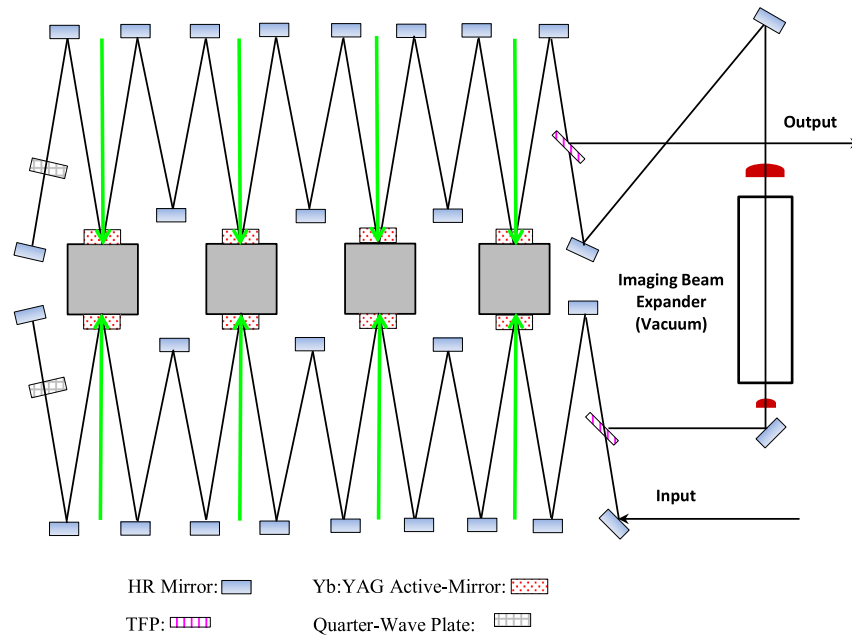 Output
Imaging Beam
Expander
(Vacuum)
Input
HR Mirror:
Yb:YAG Active-Mirror:
TFP:
Quarter-Wave Plate: